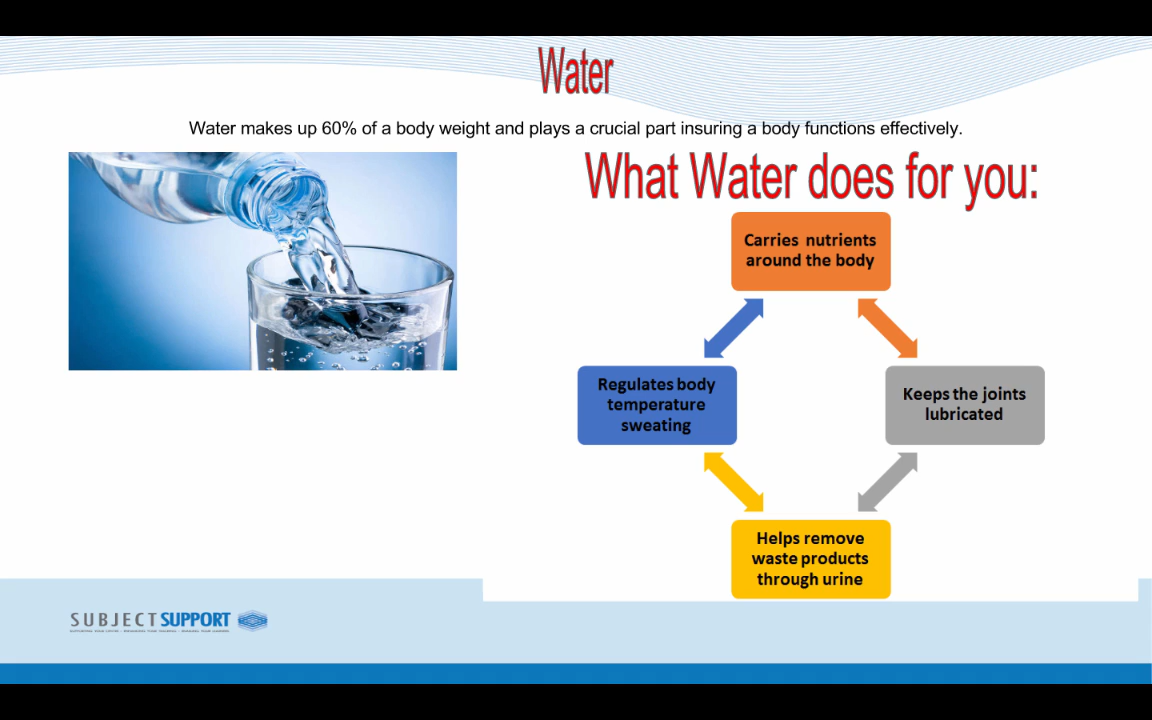 Water
Water makes up 60% of a body weight and plays a crucial part insuring a body functions effectively.
What Water does for you:
Carries nutrients
around the body
Regulates body
temperature
sweating
Keeps the joints
lubricated
Helps remove
waste products
through urine
SUBJECTSUPPORT